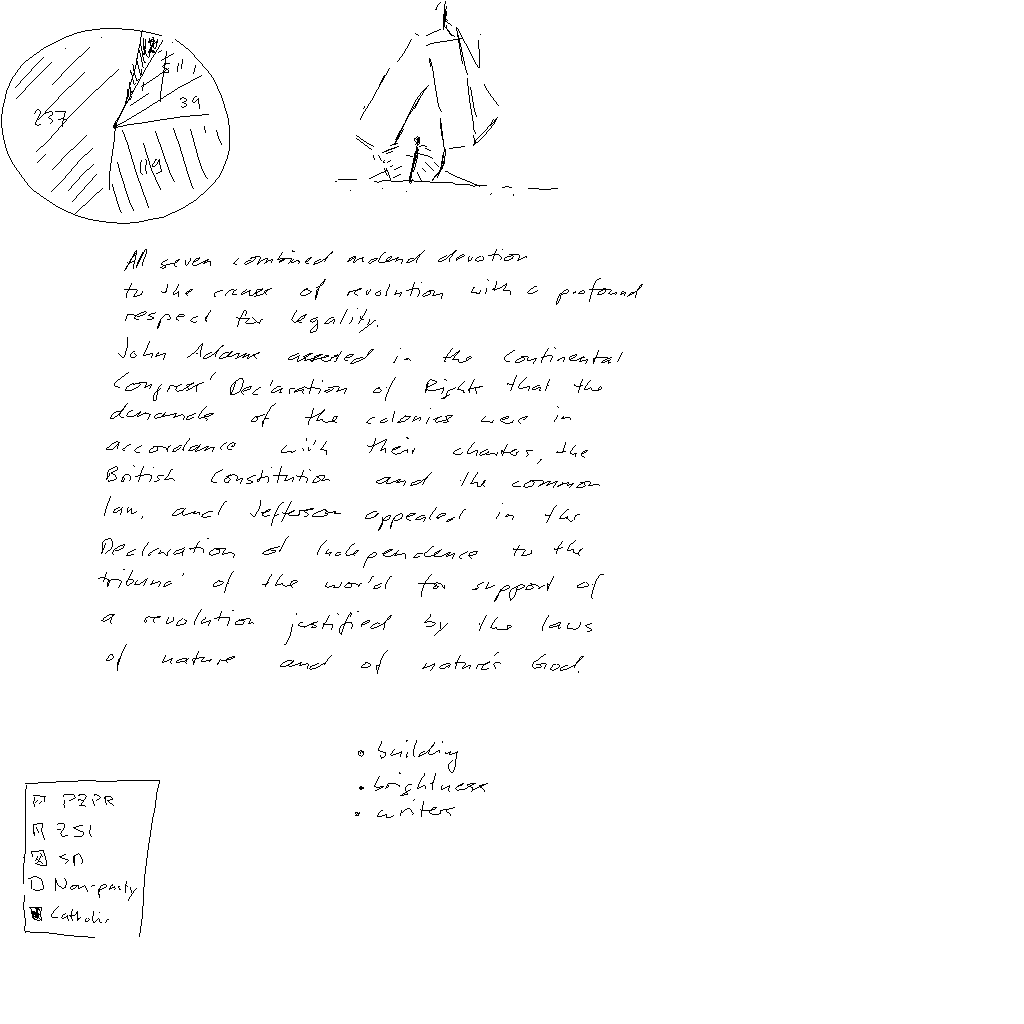 237
39
119
All seven combined ardent devotion
to the cause of revolution with a profound
respect for legality.
John Adams asserted in the Continental
Congress' Declaration of Rights that the
demands of the colonies were in
accordance with their charters, the
British Constitution and the common
law, and Jefferson appealed in the
Declaration of Independence to the
tribunal of the world for support of
a revolution justified by the laws
of nature and of nature's God.
• building
• brightness
• writers
PZPR
ZSL
SD
Non-party
Catholic